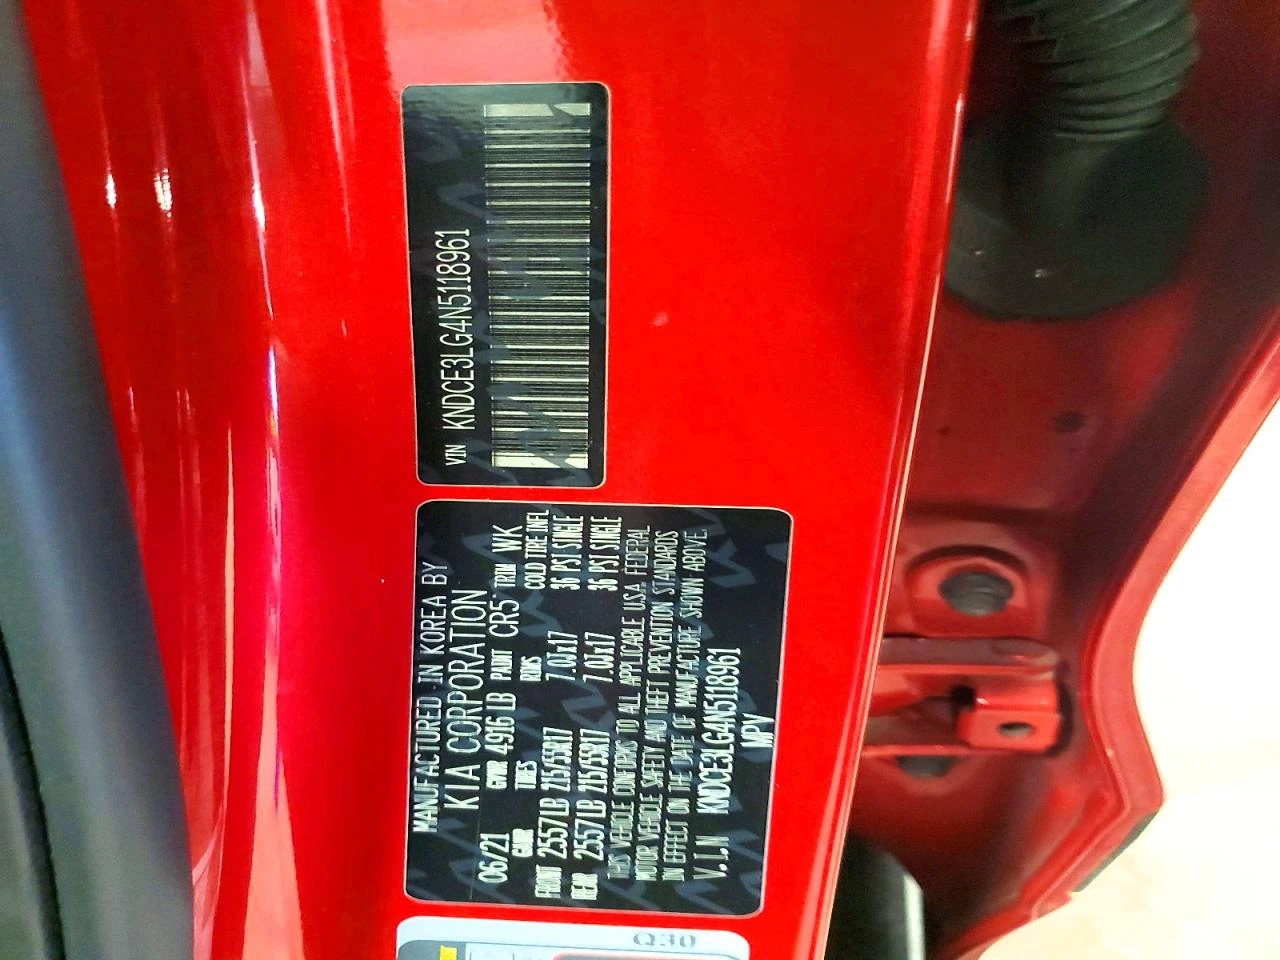 VIN KNDCE3LG4N5118961
MANUFACTURED IN KOREA BY
KIA CORPORATION
06/21 GVWR 4916 LB PAINT CR5 TRIM WK
GAWR TIRES RIMS COLD TIRE INFL
FRONT 2557LB 215/55R17 7.0Jx17 36 PSI SINGLE
REAR 2557LB 215/55R17 7.0Jx17 36 PSI SINGLE
THIS VEHICLE CONFORMS TO ALL APPLICABLE U.S.A FEDERAL
MOTOR VEHICLE SAFETY AND THEFT PREVENTION STANDARDS
IN EFFECT ON THE DATE OF MANUFACTURE SHOWN ABOVE.
V.I.N KNDCE3LG4N5118961
MPV
Q30